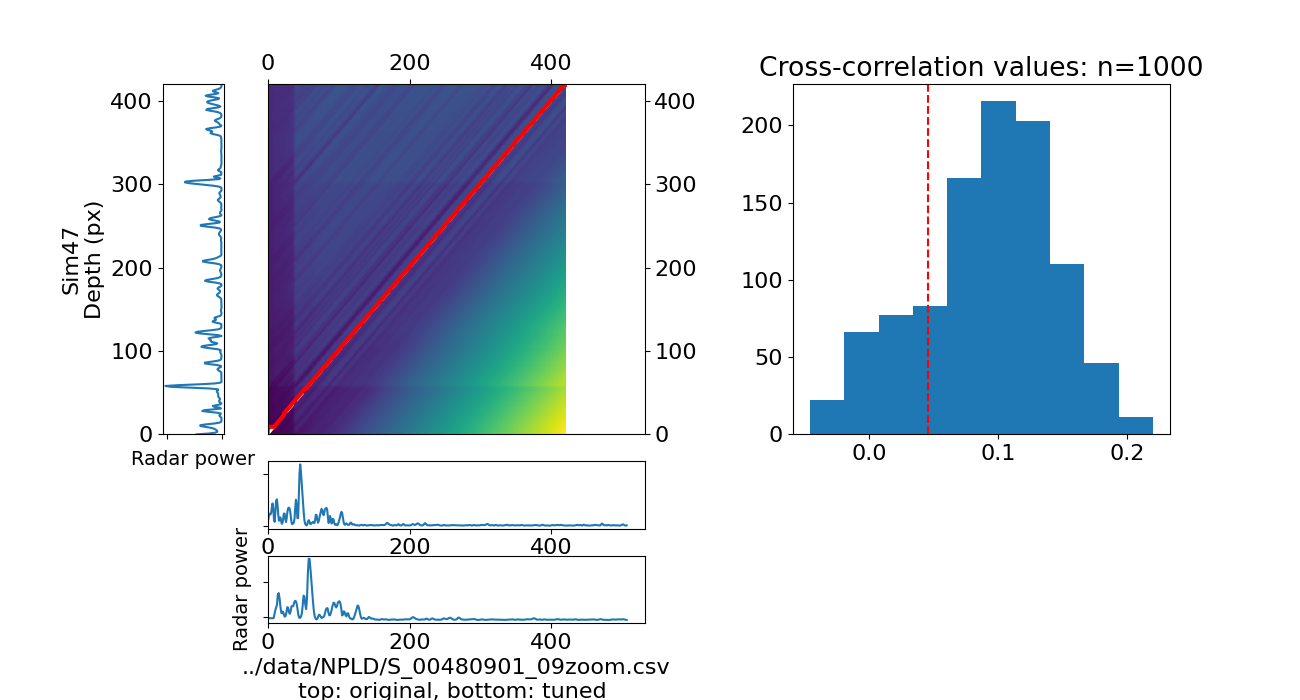 Cross-correlation values: n=1000
0 200 400
400
300
200
100
0
Sim47
Depth (px)
Radar power
400
300
200
100
0
200
150
100
50
0
0.0 0.1 0.2
0 200 400
Radar power
0 200 400
../data/NPLD/S_00480901_09zoom.csv
top: original, bottom: tuned